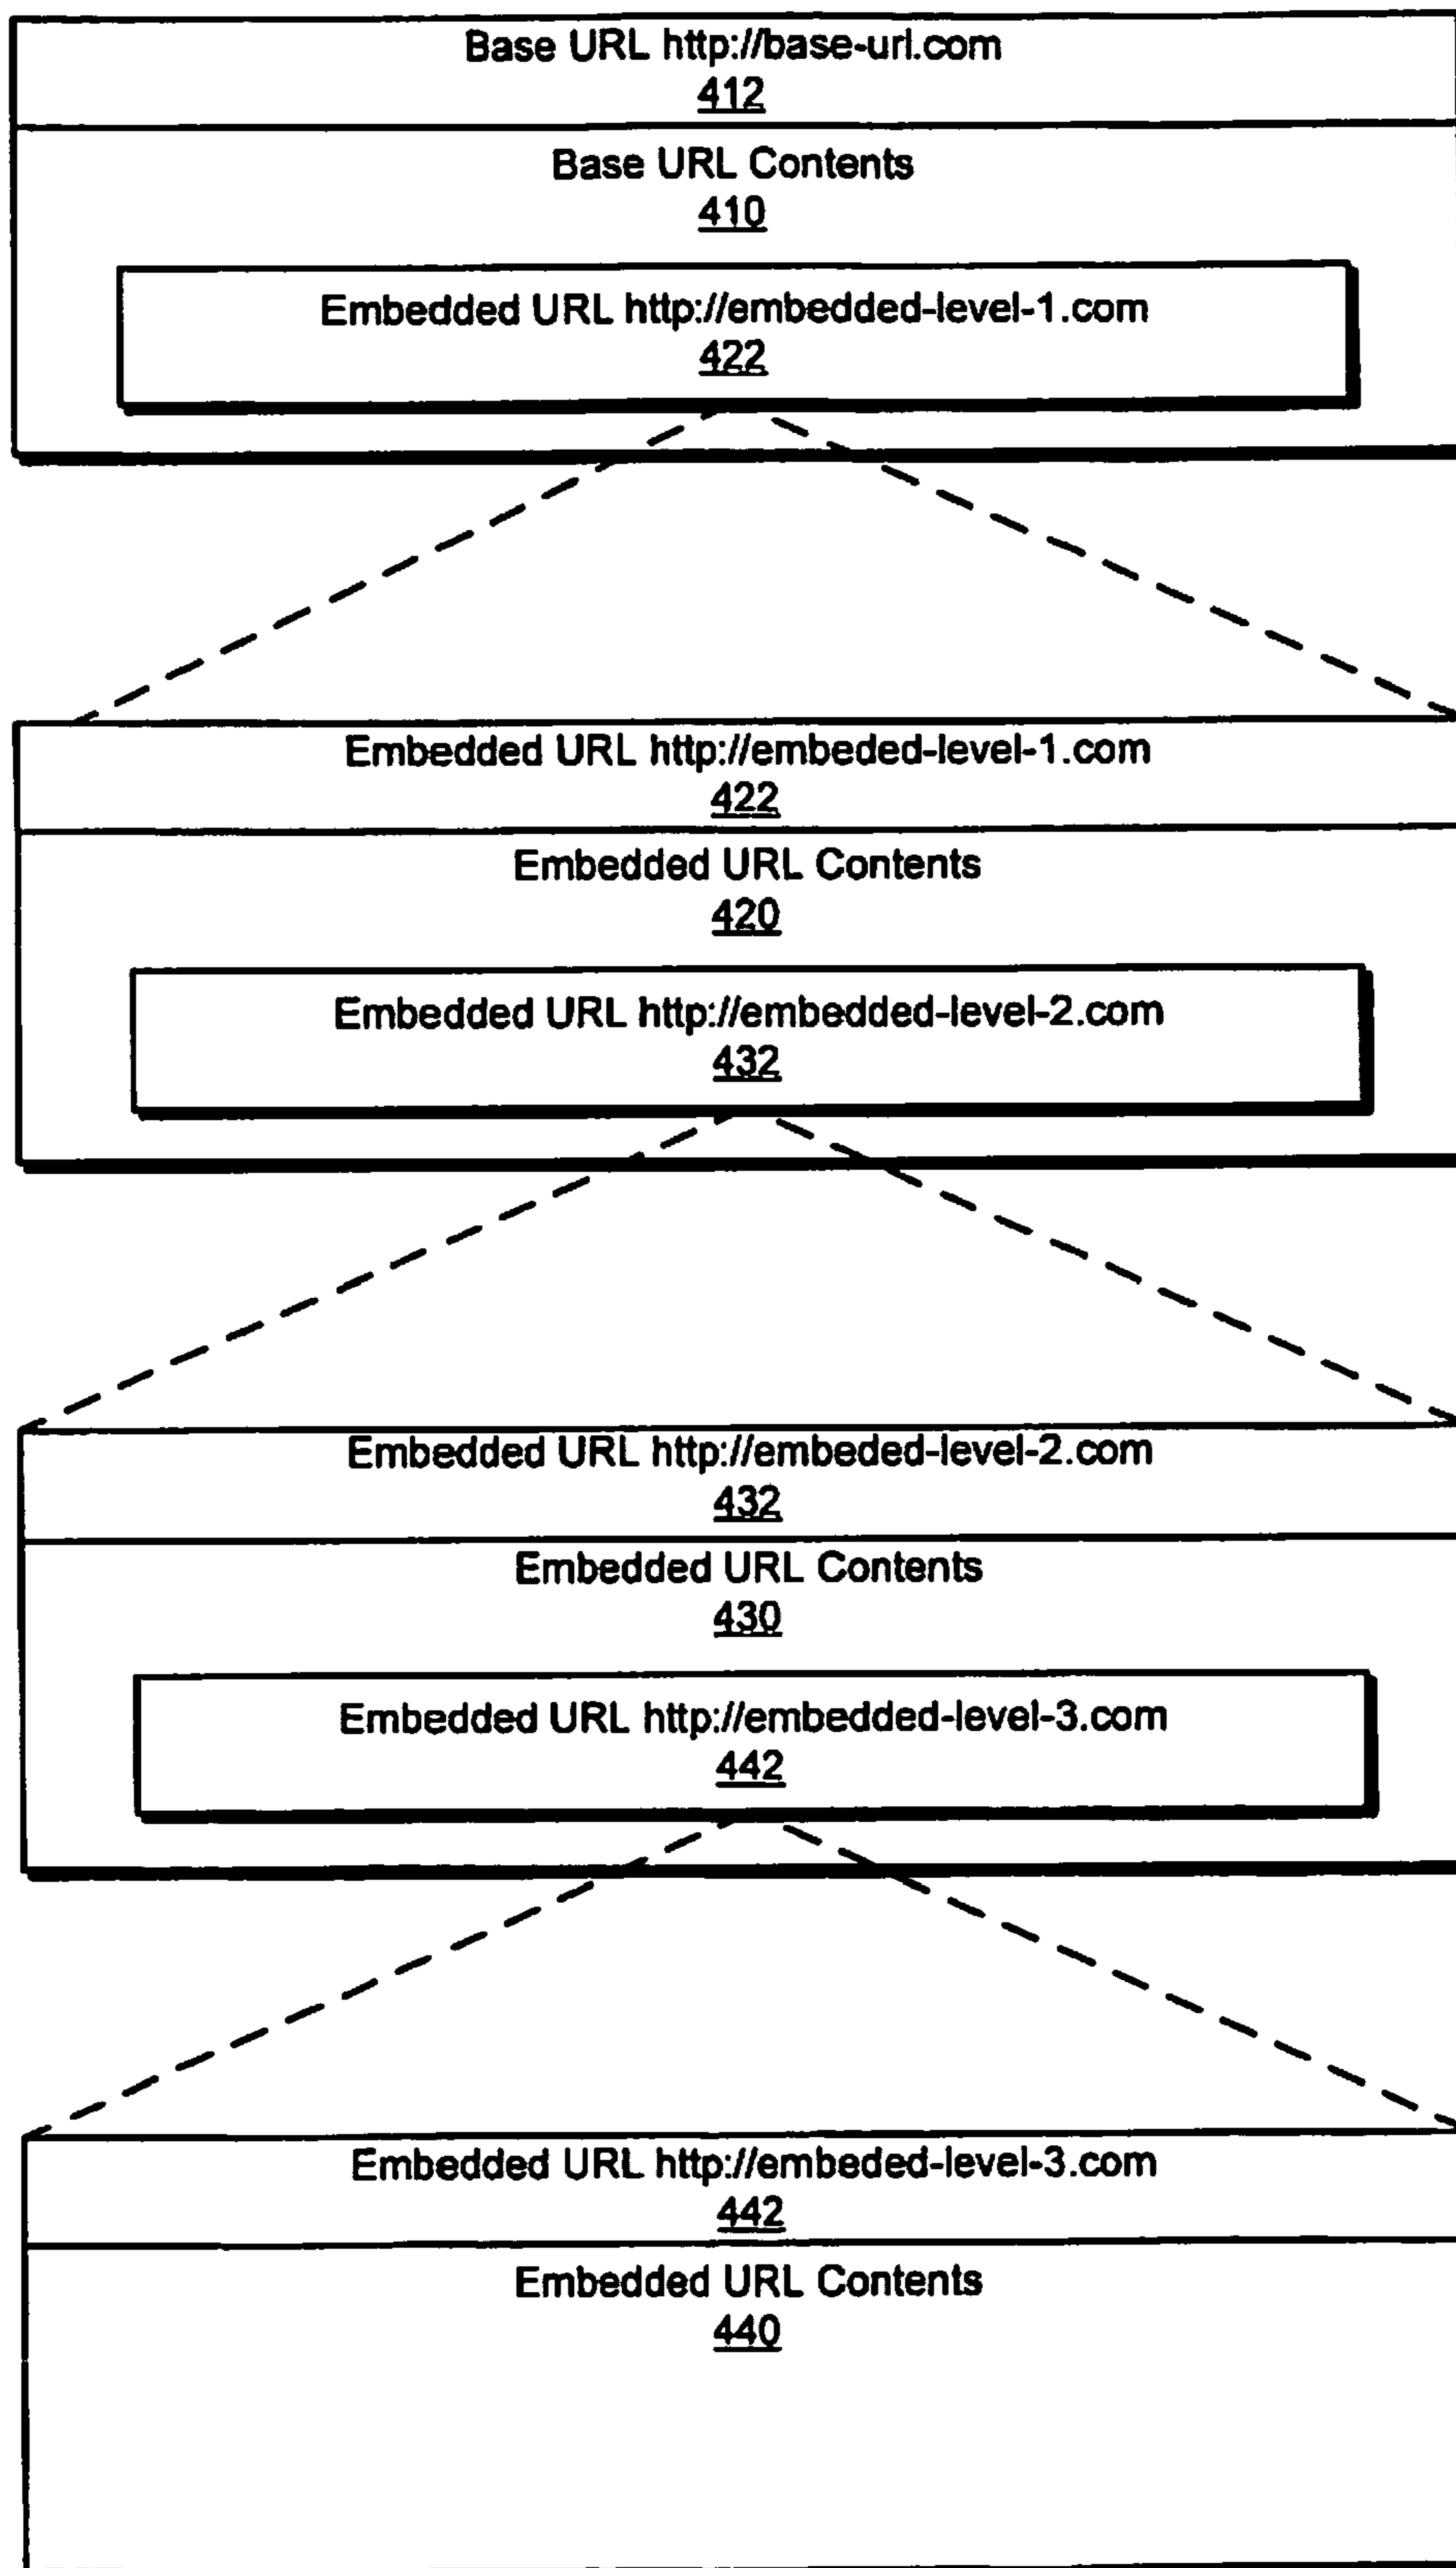 Base URL http://base-url.com
412
Base URL Contents
410
Embedded URL http://embedded-level-1.com
422
Embedded URL http://embeded-level-1.com
422
Embedded URL Contents
420
Embedded URL http://embedded-level-2.com
432
Embedded URL http://embeded-level-2.com
432
Embedded URL Contents
430
Embedded URL http://embedded-level-3.com
442
Embedded URL http://embeded-level-3.com
442
Embedded URL Contents
440